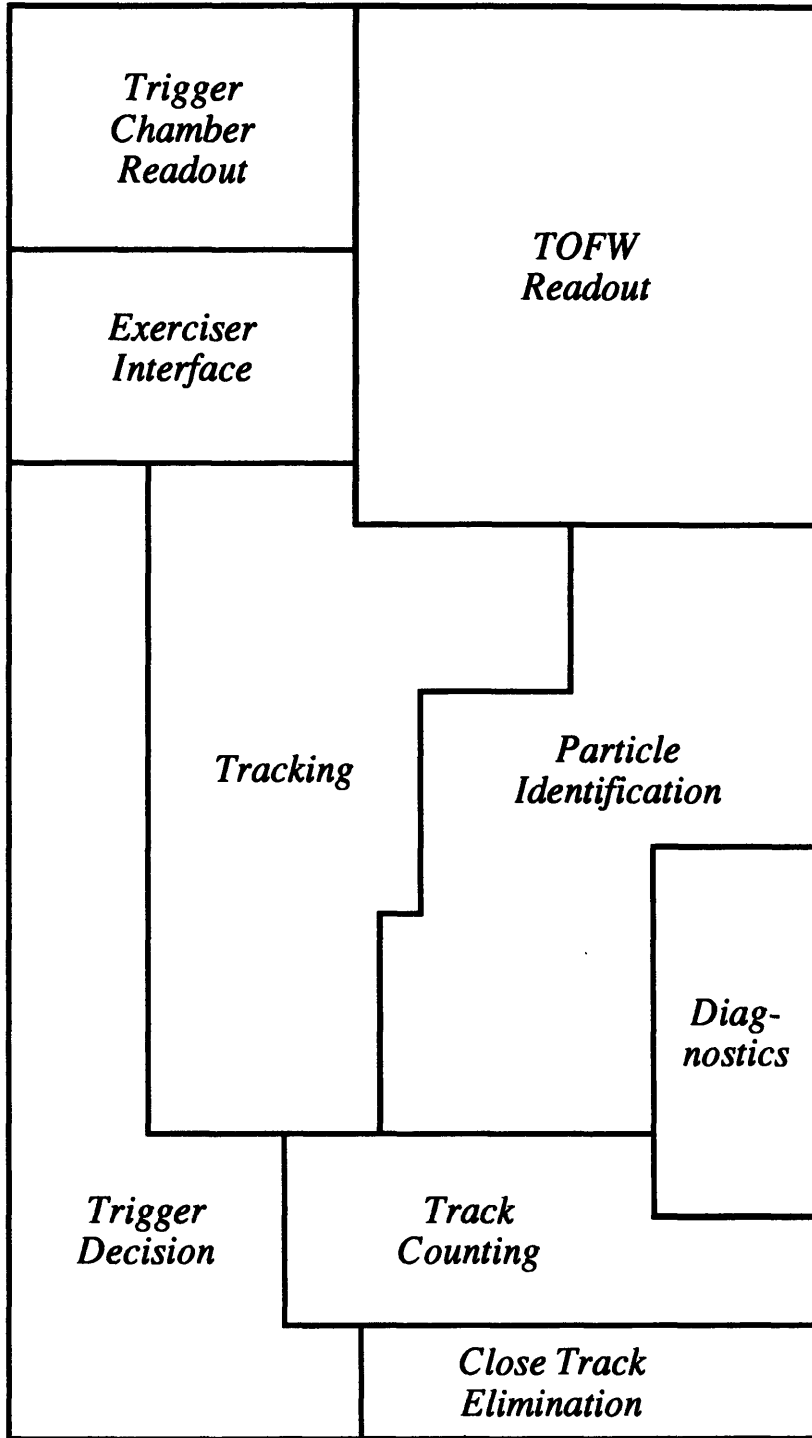 Trigger
Chamber
Readout
TOFW
Readout
Exerciser
Interface
Tracking
Particle
Identification
Diag-
nostics
Trigger
Decision
Track
Counting
Close Track
Elimination